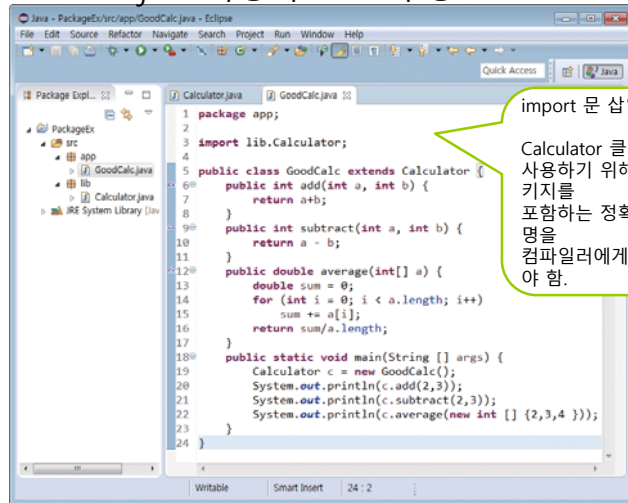 Java - PackageEx/src/app/GoodCalc.java - Eclipse
File Edit Source Refactor Navigate Search Project Run Window Help
Quick Access
Java
Package Expl...
PackageEx
src
app
GoodCalc.java
lib
Calculator.java
JRE System Library [Jav
Calculator.java GoodCalc.java
1 package app;
2
3 import lib.Calculator;
4
5 public class GoodCalc extends Calculator {
6 public int add(int a, int b) {
7 return a+b;
8 }
9 public int subtract(int a, int b) {
10 return a - b;
11 }
12 public double average(int[] a) {
13 double sum = 0;
14 for (int i = 0; i < a.length; i++)
15 sum += a[i];
16 return sum/a.length;
17 }
18 public static void main(String [] args) {
19 Calculator c = new GoodCalc();
20 System.out.println(c.add(2,3));
21 System.out.println(c.subtract(2,3));
22 System.out.println(c.average(new int [] {2,3,4 }));
23 }
24 }
import 문
Calculator
사용하기
키지를
포함하는
명을
컴파일러에게
야 함.
Writable Smart Insert 24 : 2